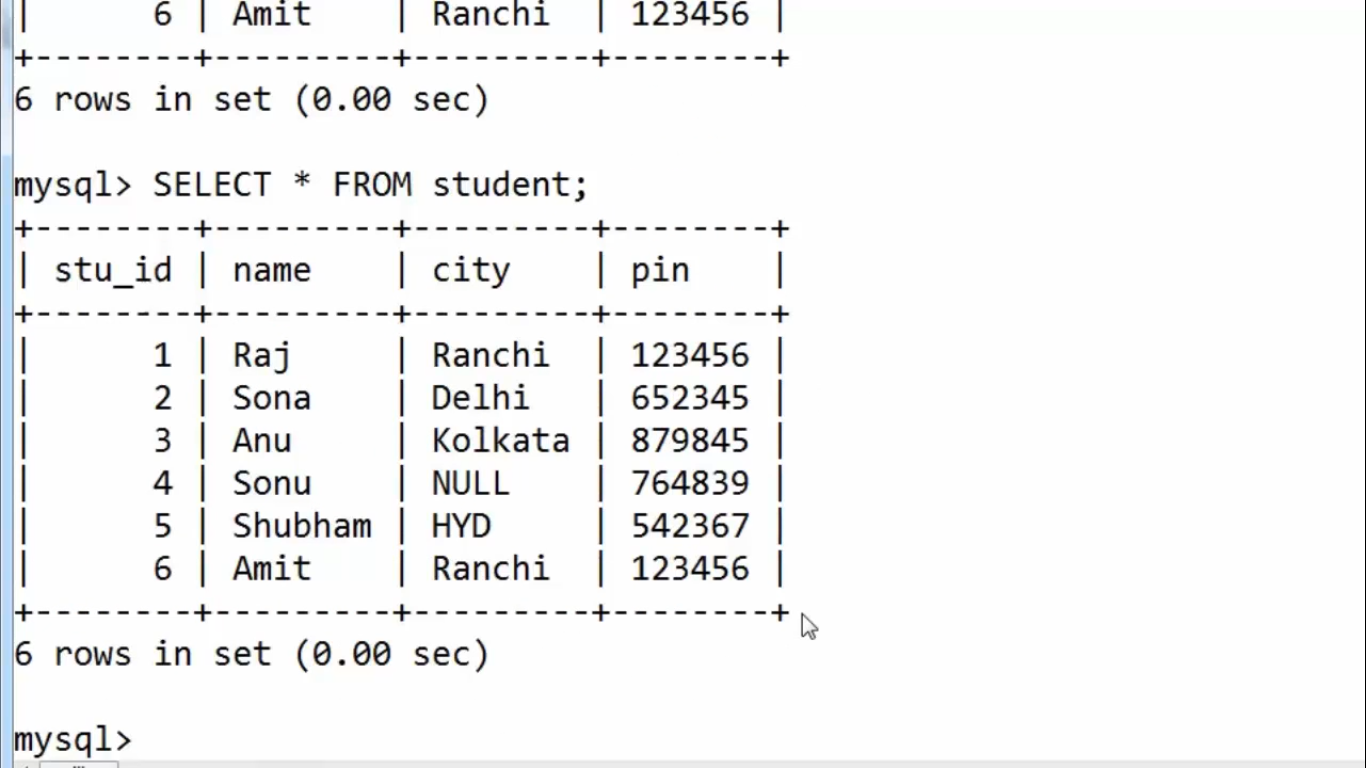 |      6 | Amit    | Ranchi  | 123456 |
+--------+---------+---------+--------+
6 rows in set (0.00 sec)
mysql> SELECT * FROM student;
+--------+---------+---------+--------+
| stu_id | name    | city    | pin    |
+--------+---------+---------+--------+
|      1 | Raj     | Ranchi  | 123456 |
|      2 | Sona    | Delhi   | 652345 |
|      3 | Anu     | Kolkata | 879845 |
|      4 | Sonu    | NULL    | 764839 |
|      5 | Shubham | HYD     | 542367 |
|      6 | Amit    | Ranchi  | 123456 |
+--------+---------+---------+--------+
6 rows in set (0.00 sec)
mysql>